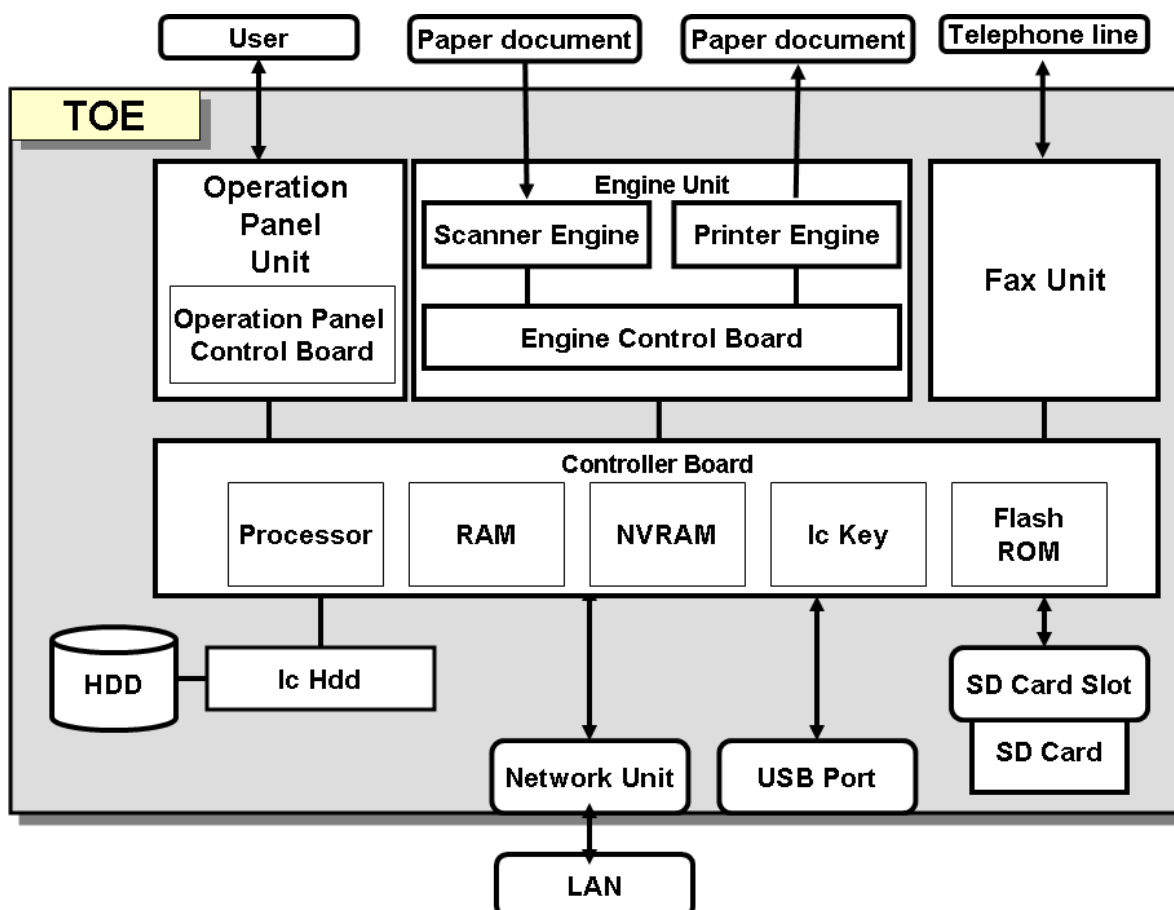 User
Paper document
Paper document
Telephone line
TOE
Operation
Panel
Unit
Operation Panel
Control Board
Engine Unit
Scanner Engine
Printer Engine
Engine Control Board
Fax Unit
Controller Board
Processor
RAM
NVRAM
Ic Key
Flash
ROM
HDD
Ic Hdd
SD Card Slot
SD Card
Network Unit
USB Port
LAN